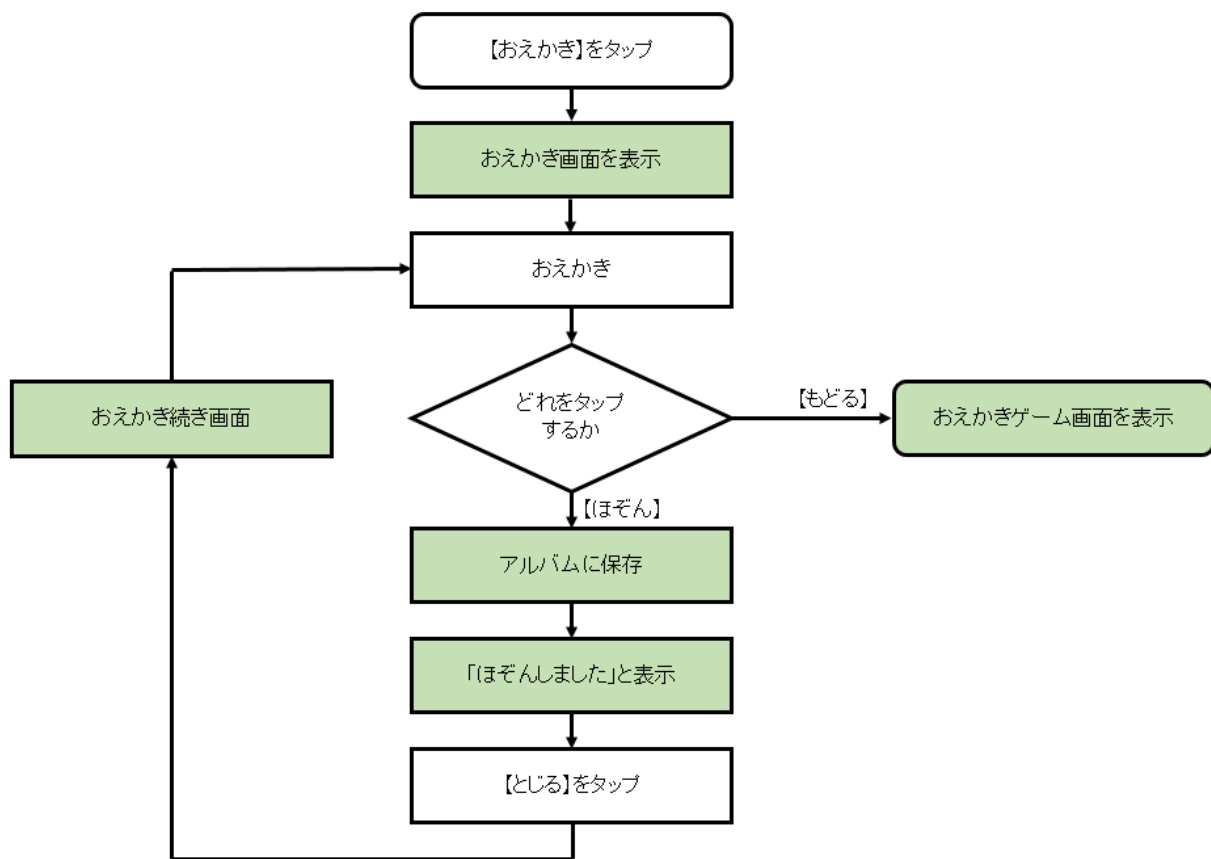 【おえかき】をタップ
おえかき画面を表示
おえかき
おえかき続き画面
どれをタップ
するか
【もどる】
おえかきゲーム画面を表示
【ほぞん】
アルバムに保存
「ほぞんしました」と表示
【とじる】をタップ